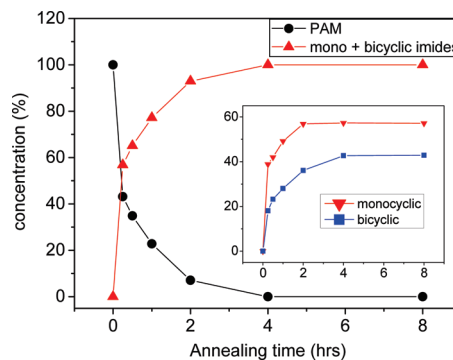 PAM
mono + bicyclic imides
120
100
80
60
40
20
0
concentration (%)
60
40
20
0
monocyclic
bicyclic
0 2 4 6 8
0 2 4 6 8
Annealing time (hrs)